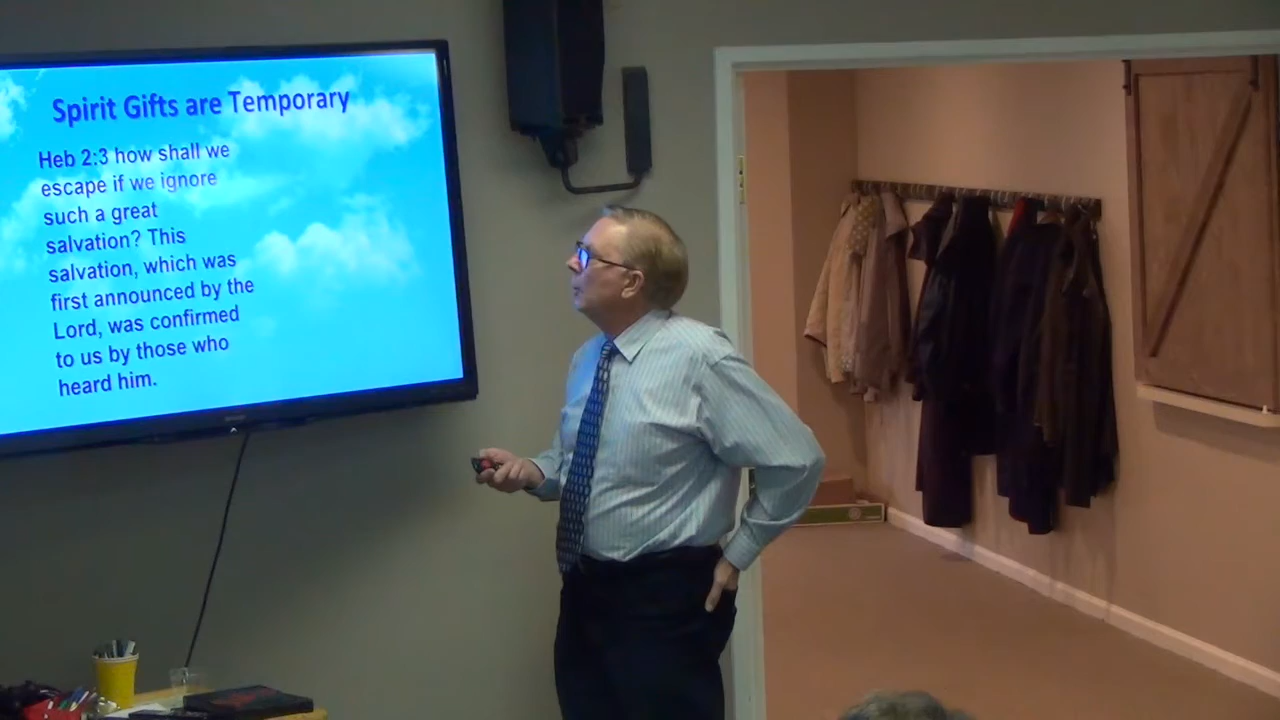 Spirit Gifts are Temporary
Heb 2:3 how shall we
escape if we ignore
such a great
salvation? This
salvation, which was
first announced by the
Lord, was confirmed
to us by those who
heard him.